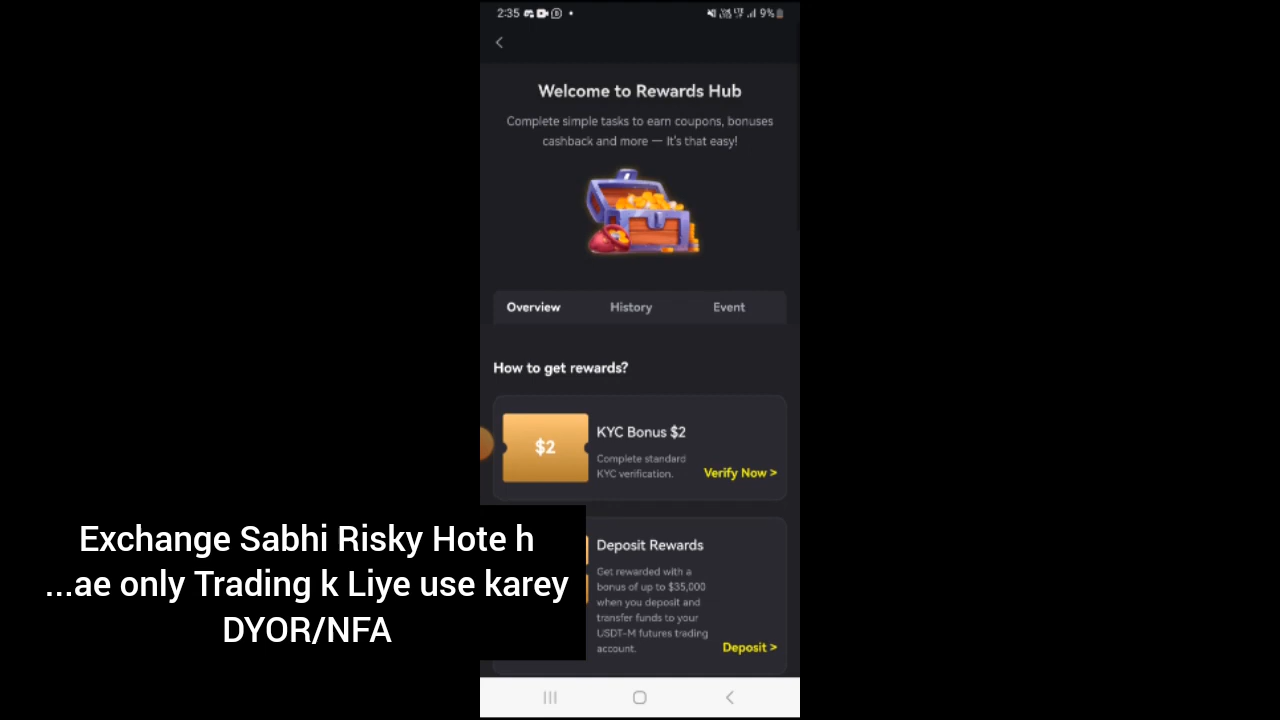 2:35
9%
Welcome to Rewards Hub
Complete simple tasks to earn coupons, bonuses
cashback and more — It's that easy!
Overview History Event
How to get rewards?
$2
KYC Bonus $2
Complete standard
KYC verification.
Verify Now >
Deposit Rewards
Get rewarded with a
bonus of up to $35,000
when you deposit and
transfer funds to your
USDT-M futures trading
account.
Deposit >
Exchange Sabhi Risky Hote h
...ae only Trading k Liye use karey
DYOR/NFA